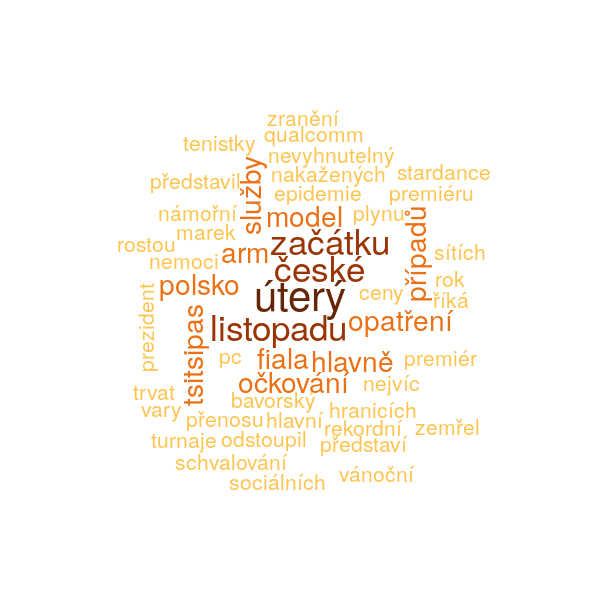 zranění
qualcomm
tenistky
nevyhnutelný
služby
nakažených
stardance
představil
epidemie
premiéru
námořní
model
plynu
případů
marek
začátku
rostou
arm
sítích
nemoci
české
rok
polsko
úterý
ceny
říká
prezident
listopadu
opatření
tsitsipas
pc
fiala
hlavně
premiér
očkování
nejvíc
trvat
bavorský
vary
hranicích
přenosu
hlavní
rekordní
zemřel
turnaje
odstoupil
představí
schvalování
vánoční
sociálních